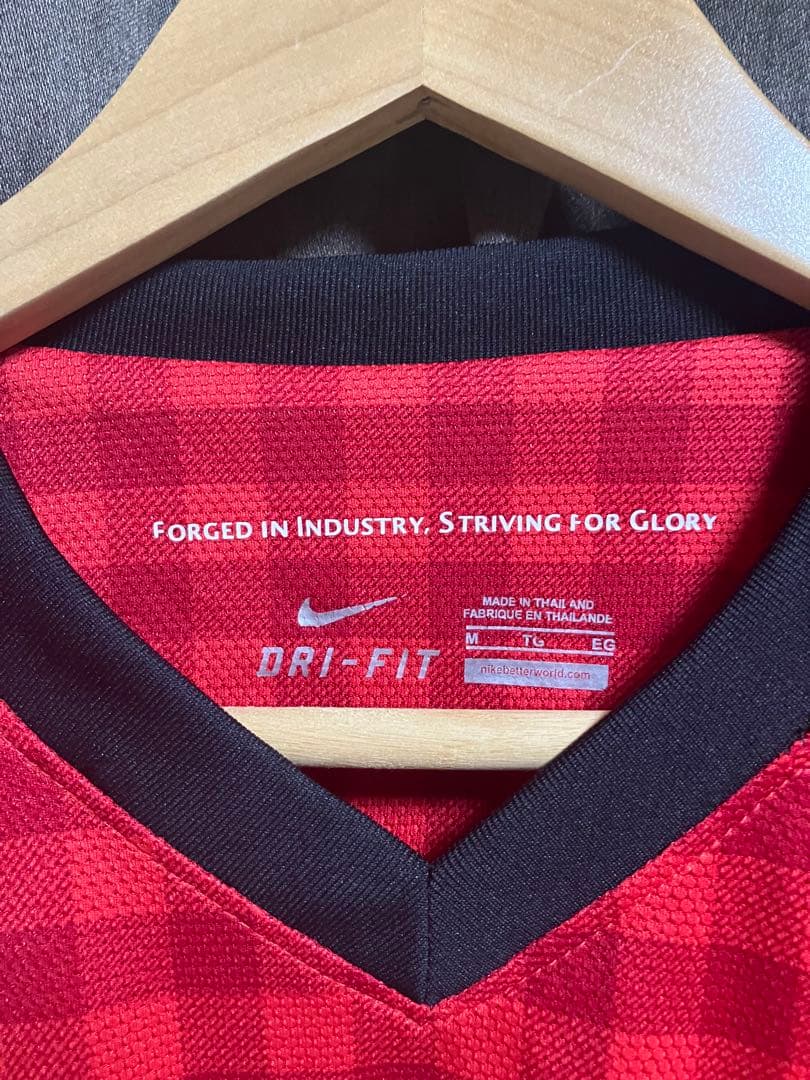 FORGED IN INDUSTRY, STRIVING FOR GLORY
DRI-FIT
MADE IN THAILAND
FABRIQUE EN THAILANDE
M TG EG
nikebetterworld.com